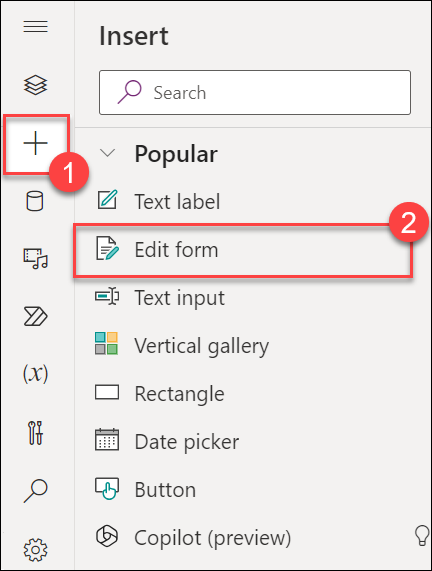 Insert
Search
1
Popular
Text label
2
Edit form
Text input
Vertical gallery
(x)
Rectangle
Date picker
Button
Copilot (preview)